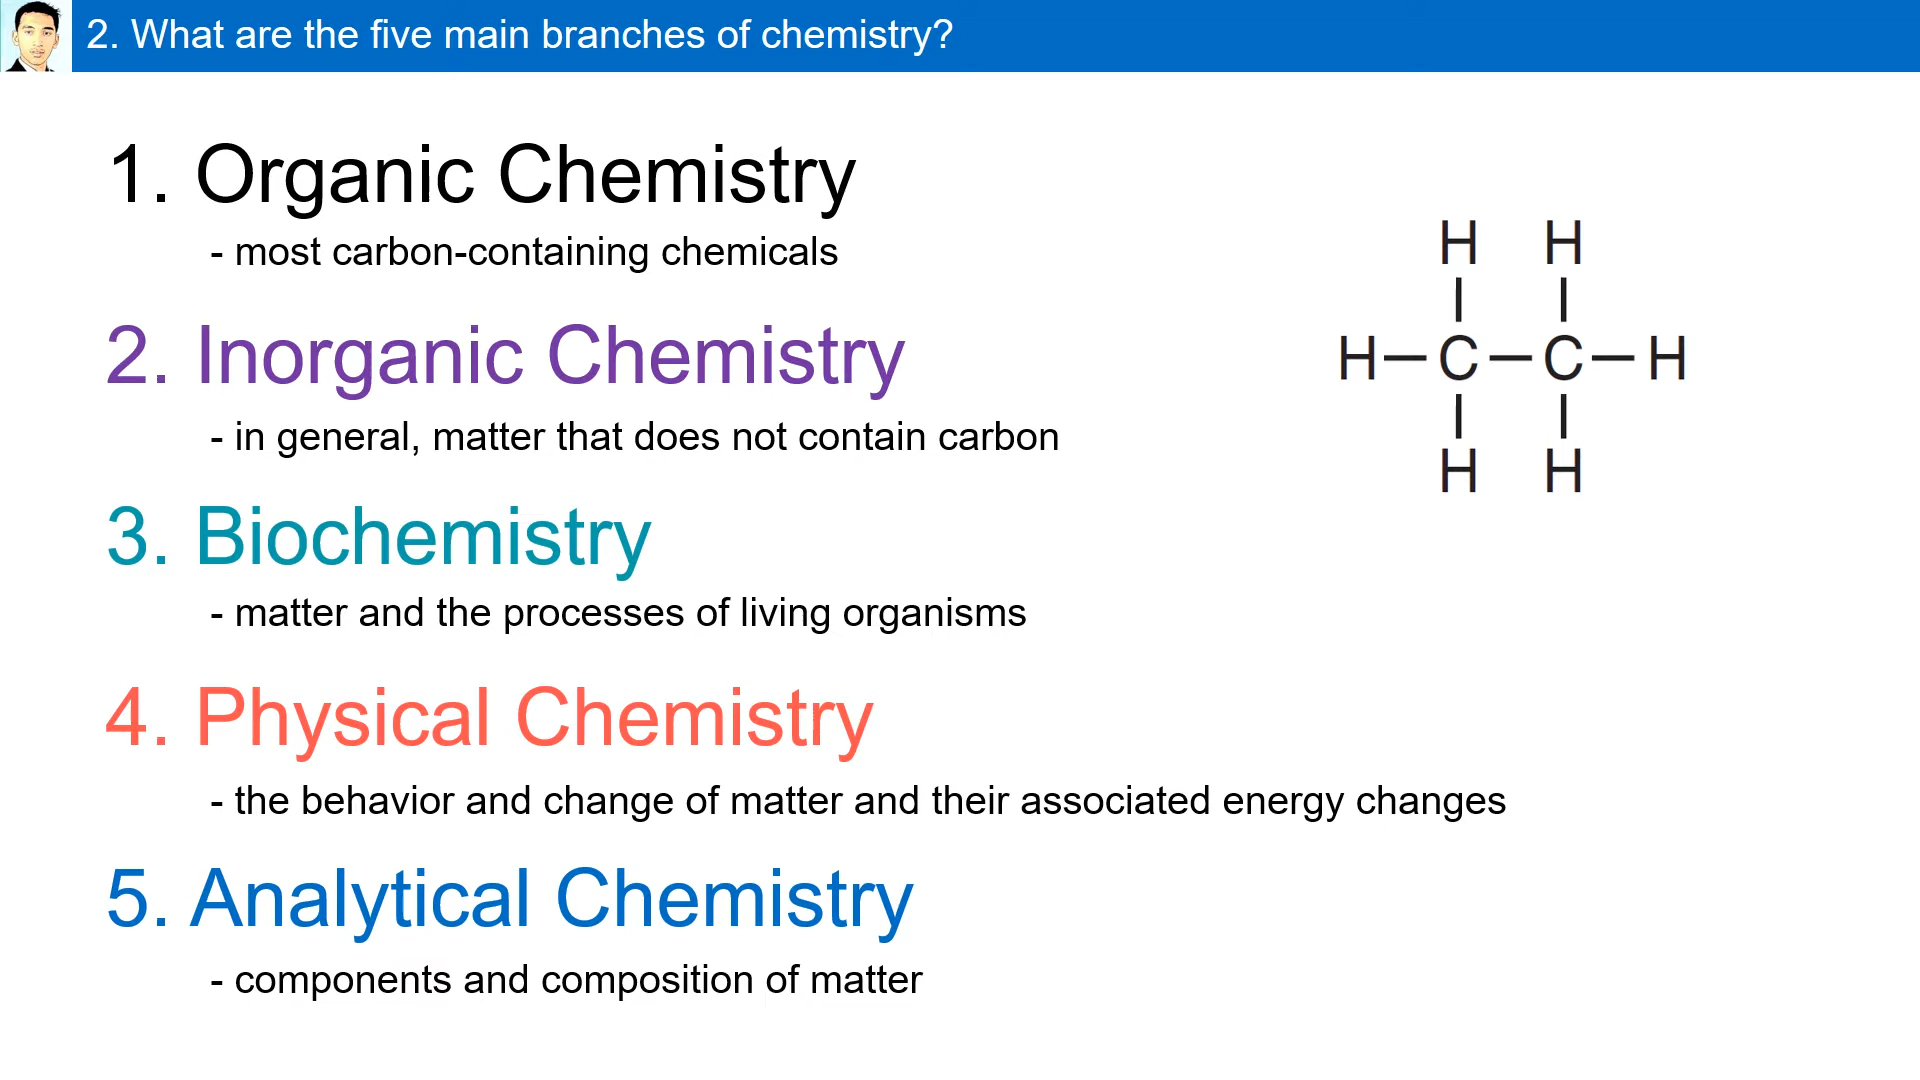 2. What are the five main branches of chemistry?
1. Organic Chemistry
- most carbon-containing chemicals
2. Inorganic Chemistry
- in general, matter that does not contain carbon
3. Biochemistry
- matter and the processes of living organisms
4. Physical Chemistry
- the behavior and change of matter and their associated energy changes
5. Analytical Chemistry
- components and composition of matter
H H
H C C H
H H